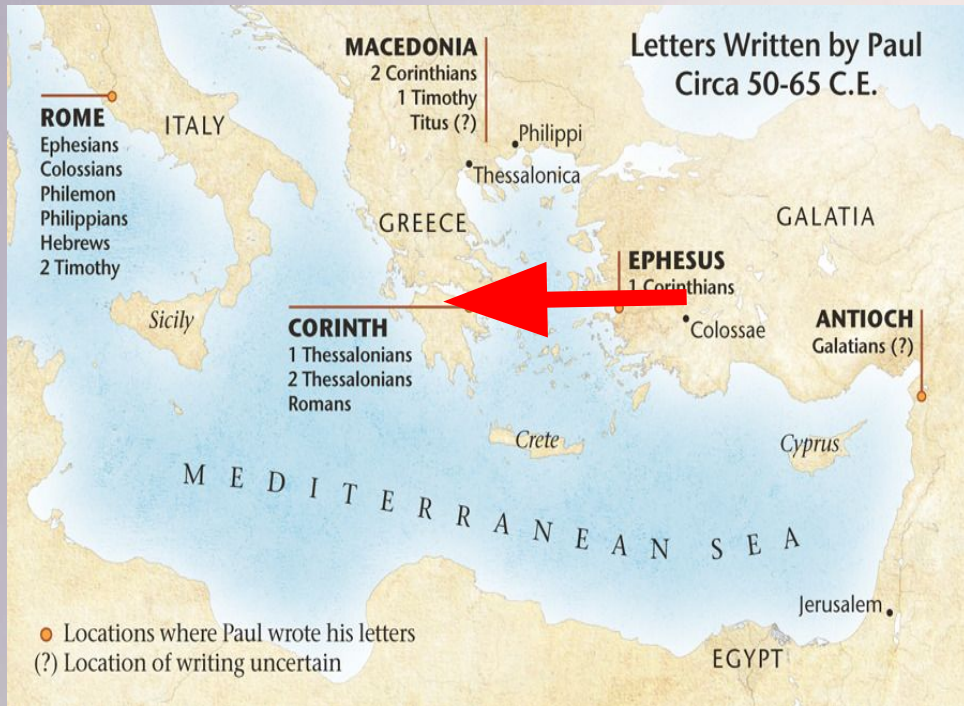 Letters Written by Paul
Circa 50-65 C.E.
MACEDONIA
2 Corinthians
1 Timothy
Titus (?)
ROME
Ephesians
Colossians
Philemon
Philippians
Hebrews
2 Timothy
ITALY
Philippi
Thessalonica
GREECE
GALATIA
EPHESUS
1 Corinthians
Colossae
ANTIOCH
Galatians (?)
Sicily
CORINTH
1 Thessalonians
2 Thessalonians
Romans
Crete
Cyprus
MEDITERRANEAN SEA
Jerusalem
EGYPT
Locations where Paul wrote his letters
(?) Location of writing uncertain